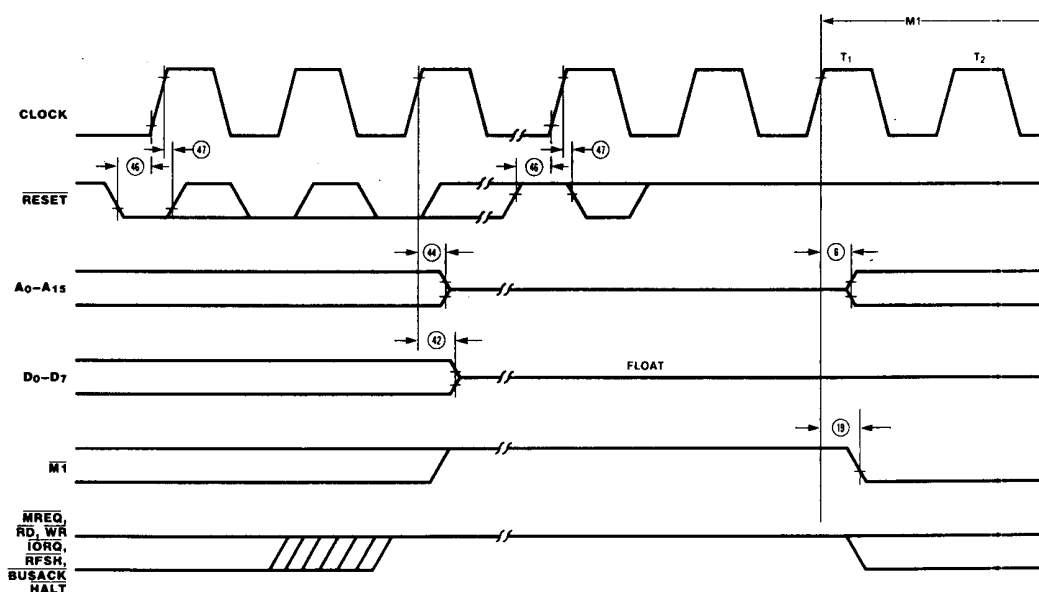 M1
T1 T2
CLOCK
47 47
46 46
RESET
44 6
A0–A15
42
D0–D7 FLOAT
19
M1
MREQ,
RD, WR
IORQ,
RFSH,
BUSACK
HALT